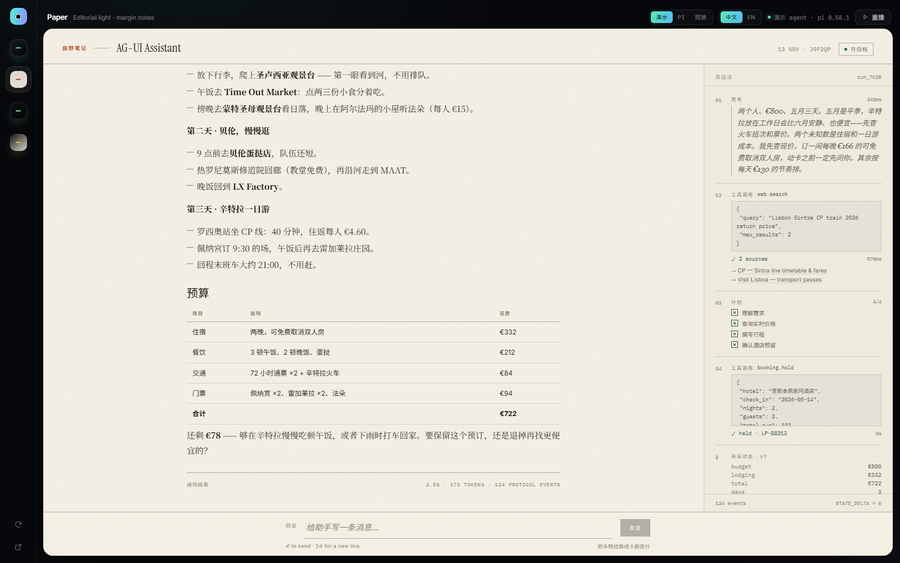 Paper Editorial light · margin notes
演示 PI 回放
中文 EN
演示 agent · pi 0.58.1
重播
田野笔记 AG-UI Assistant
13 NOV · J9F2QP
已归档
— 放下行李，爬上圣卢西亚观景台 —— 第一眼看到河，不用排队。
— 午饭去 Time Out Market：点两三份小食分着吃。
— 傍晚去蒙特圣母观景台看日落，晚上在阿尔法玛的小屋听法朵（每人 €15）。
第二天 · 贝伦，慢慢逛
— 9 点前去贝伦蛋挞店，队伍还短。
— 热罗尼莫斯修道院回廊（教堂免费），再沿河走到 MAAT。
— 晚饭回到 LX Factory。
第三天 · 辛特拉一日游
— 罗西奥站坐 CP 线：40 分钟，往返每人 €4.60。
— 佩纳宫订 9:30 的场，午饭后再去雷加莱拉庄园。
— 回程末班车大约 21:00，不用赶。
预算
项目 说明 花费
住宿 两晚，可免费取消双人房 €332
餐饮 3 顿午饭、2 顿晚饭、蛋挞 €212
交通 72 小时通票 ×2 + 辛特拉火车 €84
门票 佩纳宫 ×2、雷加莱拉 ×2、法朵 €94
合计 €722
还剩 €78 —— 够在辛特拉慢慢吃顿午饭，或者下雨时打车回家。要保留这个预订，还是退掉再找更便
宜的？
124 PROTOCOL EVENTS
回复 给助手写一条消息…
发送
to send · for a new line
run_7K2B
01 思考 540ms
两个人、€800、五月三天。五月是平季，辛特
拉放在工作日会比六月安静、也便宜——先查
火车班次和票价。两个未知数是住宿和一日游
成本。我先查现价，订一间每晚 €166 的可免
费取消双人房，动卡之前一定先问你。其余按
每天 €130 的节奏排。
02 工具调用 web.search
{
"query": "Lisbon Sintra CP train 2026
return price",
"max_results": 2
}
✓ 2 sources 870ms
— CP — Sintra line timetable & fares
— Visit Lisboa — transport passes
03 计划 4/4
理解需求
查询实时价格
撰写行程
确认酒店预留
04 工具调用 booking.hold
{
"hotel": "里斯本佩索阿酒店",
"check_in": "2026-05-14",
"nights": 2,
"guests": 2,
✓ held · LP-88213 0s
共享状态 · V7
budget €800
lodging €332
total €722
days 3
124 events STATE_DELTA × 6